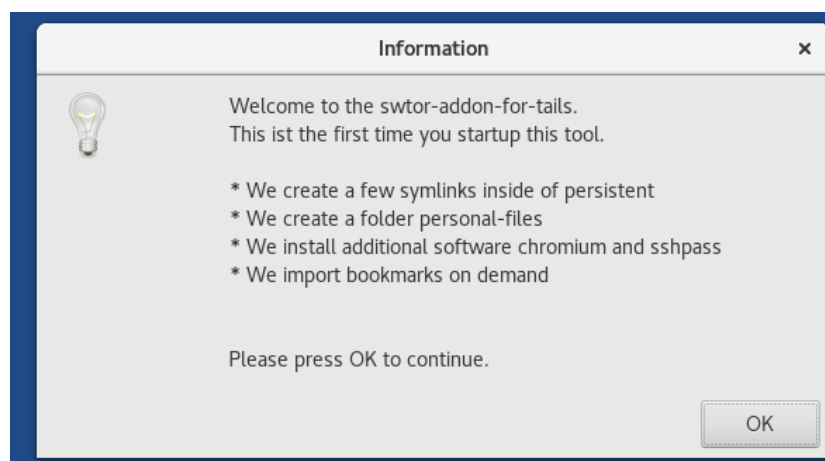 Information
Welcome to the swtor-addon-for-tails.
This ist the first time you startup this tool.
* We create a few symlinks inside of persistent
* We create a folder personal-files
* We install additional software chromium and sshpass
* We import bookmarks on demand
Please press OK to continue.
OK